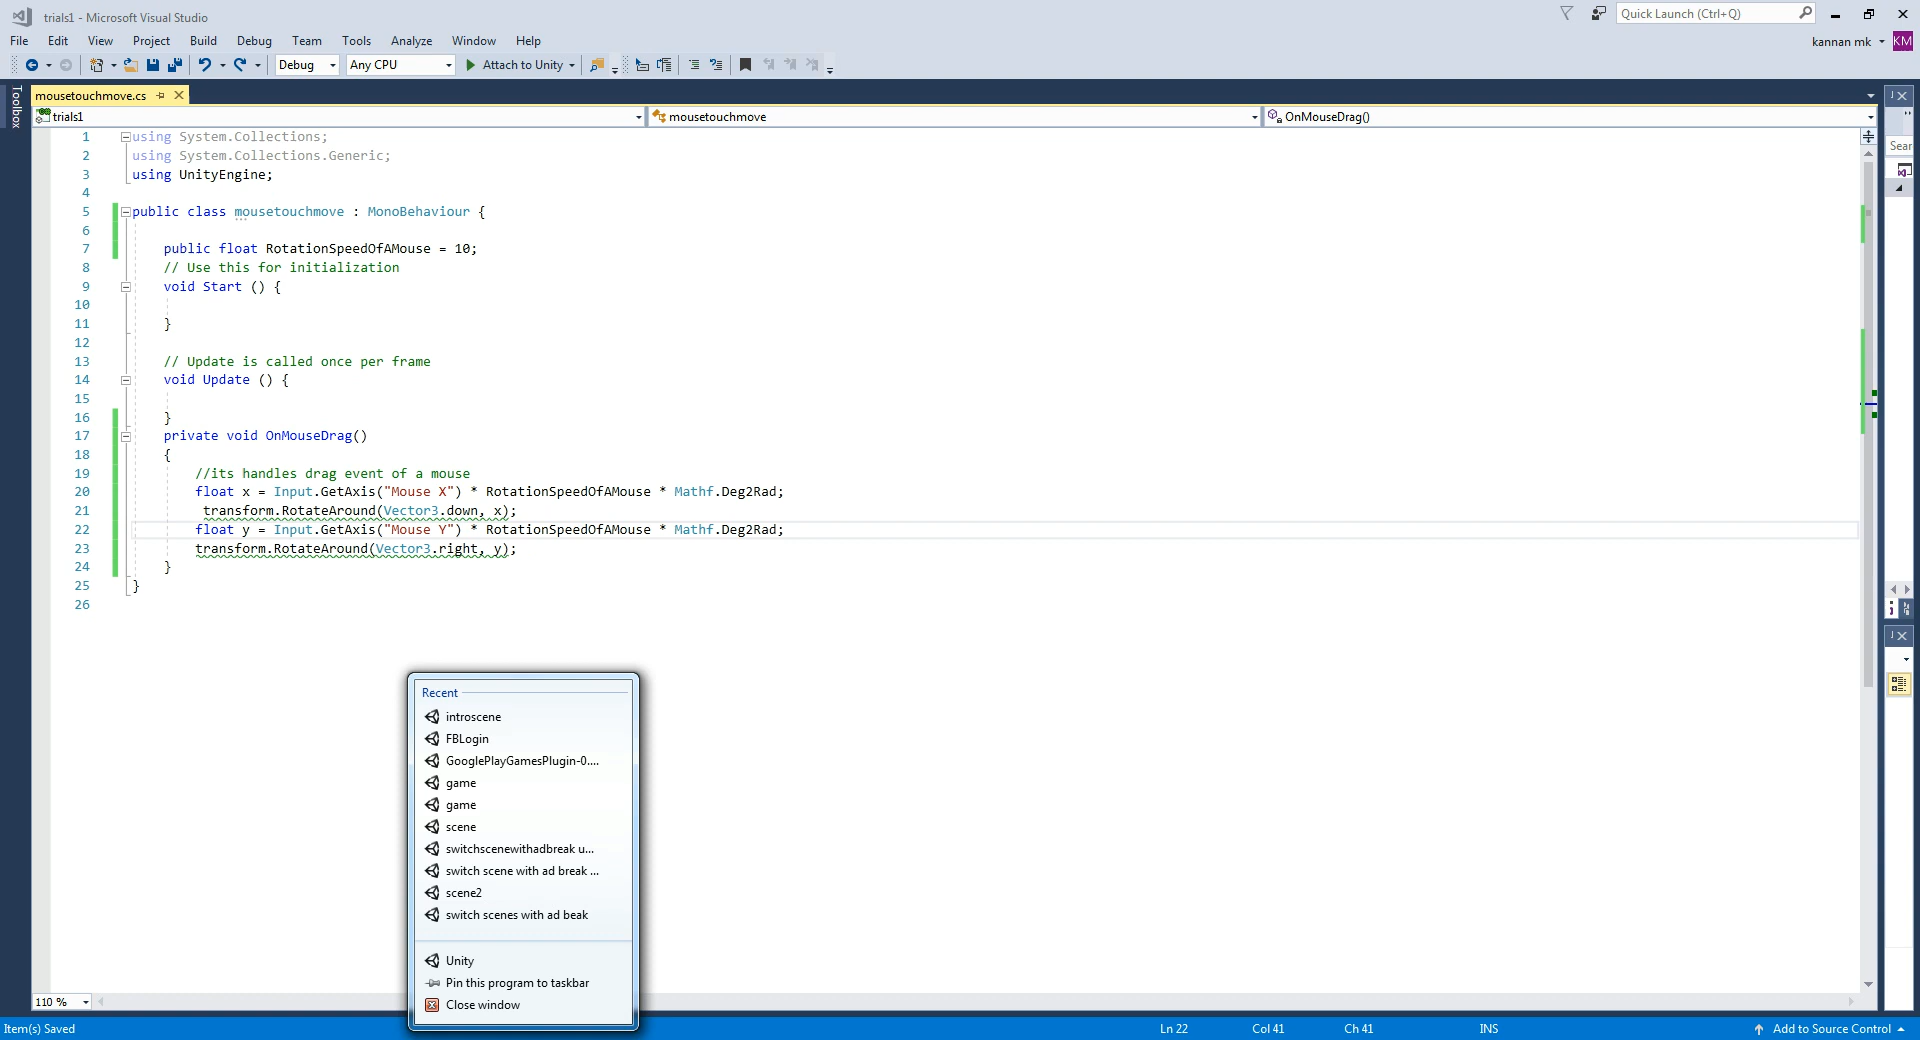 trials1 - Microsoft Visual Studio
Quick Launch (Ctrl+Q)
File Edit View Project Build Debug Team Tools Analyze Window Help
kannan mk KM
Debug Any CPU Attach to Unity
Toolbox
mousetouchmove.cs
trials1 mousetouchmove OnMouseDrag()
1 using System.Collections;
2 using System.Collections.Generic;
3 using UnityEngine;
4
5 public class mousetouchmove : MonoBehaviour {
6
7 public float RotationSpeedOfAMouse = 10;
8 // Use this for initialization
9 void Start () {
10
11 }
12
13 // Update is called once per frame
14 void Update () {
15
16 }
17 private void OnMouseDrag()
18 {
19 //its handles drag event of a mouse
20 float x = Input.GetAxis("Mouse X") * RotationSpeedOfAMouse * Mathf.Deg2Rad;
21 transform.RotateAround(Vector3.down, x);
22 float y = Input.GetAxis("Mouse Y") * RotationSpeedOfAMouse * Mathf.Deg2Rad;
23 transform.RotateAround(Vector3.right, y);
24 }
25 }
26
Sear
Recent
introscene
FBLogin
GooglePlayGamesPlugin-0....
game
game
scene
switchscenewithadbreak u...
switch scene with ad break ...
scene2
switch scenes with ad beak
Unity
Pin this program to taskbar
Close window
110 %
Item(s) Saved Ln 22 Col 41 Ch 41 INS Add to Source Control